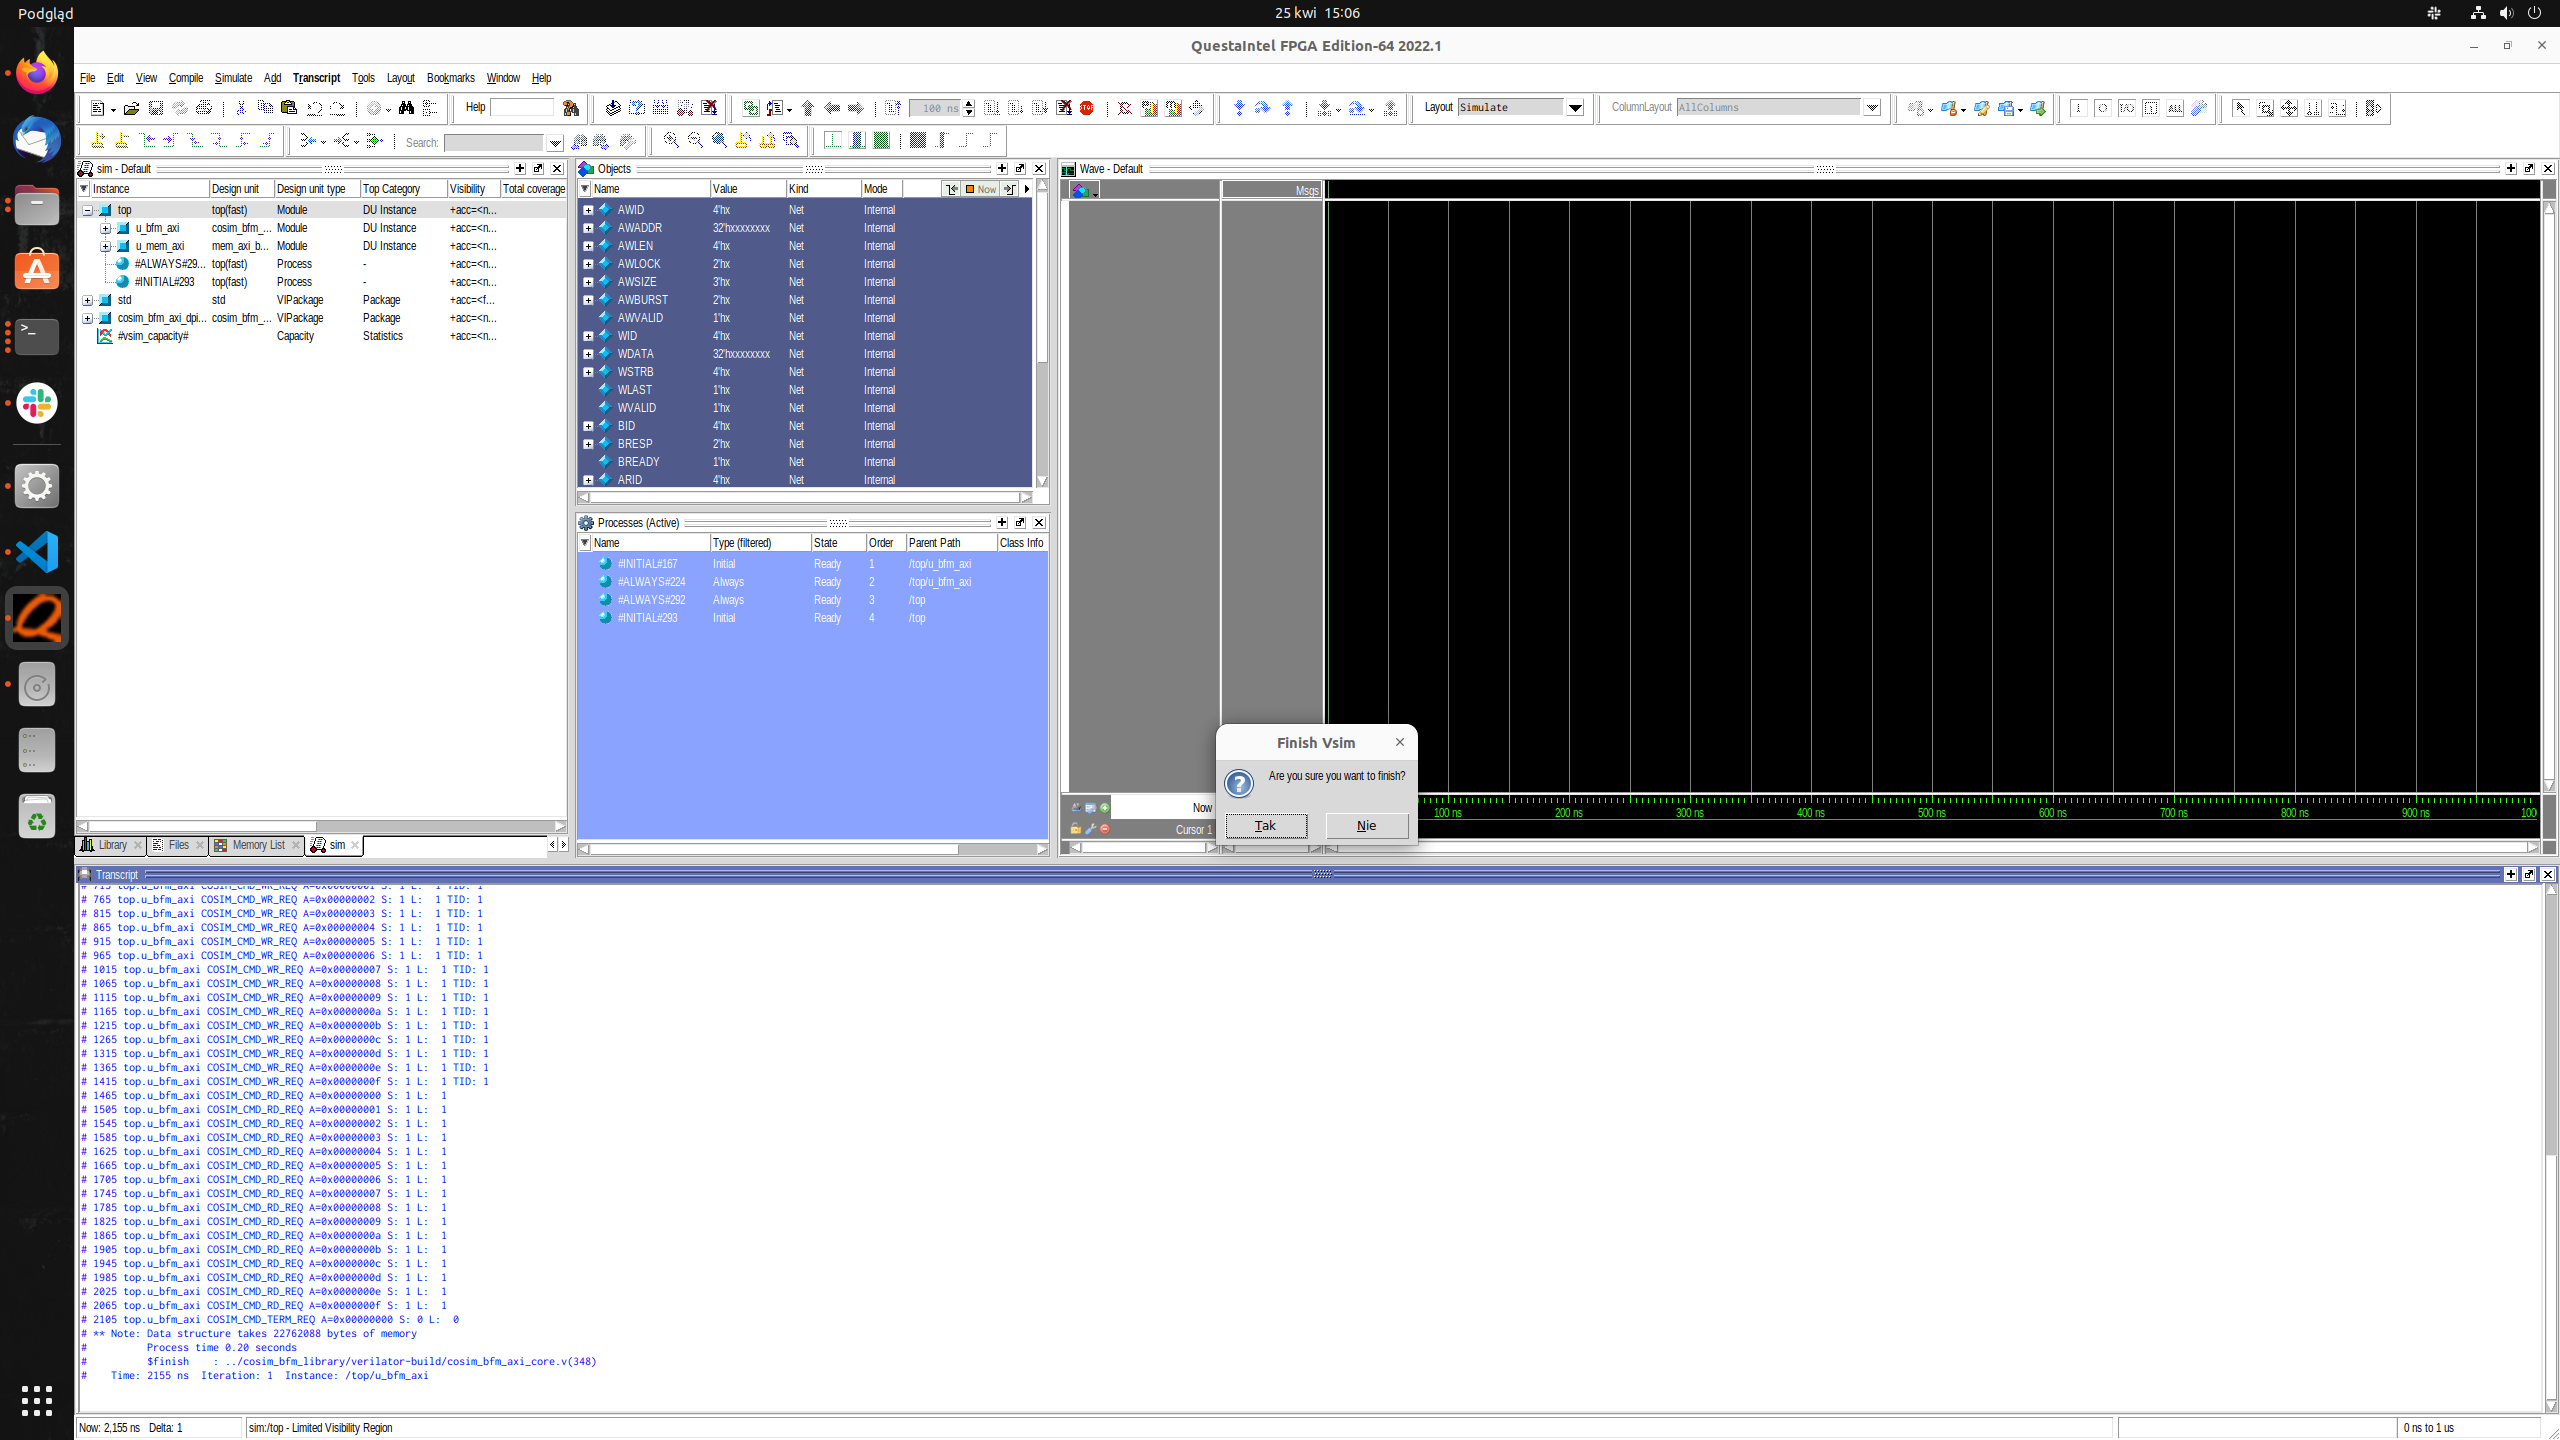 Podgląd
25 kwi 15:06
QuestaIntel FPGA Edition-64 2022.1
File Edit View Compile Simulate Add Transcript Tools Layout Bookmarks Window Help
Help
100 ns
Layout Simulate
ColumnLayout AllColumns
Search:
sim - Default
Instance Design unit Design unit type Top Category Visibility Total coverage
top top(fast) Module DU Instance +acc=<n...
u_bfm_axi cosim_bfm_... Module DU Instance +acc=<n...
u_mem_axi mem_axi_b... Module DU Instance +acc=<n...
#ALWAYS#29... top(fast) Process - +acc=<n...
#INITIAL#293 top(fast) Process - +acc=<n...
std std VIPackage Package +acc=<f...
cosim_bfm_axi_dpi... cosim_bfm_... VIPackage Package +acc=<n...
#vsim_capacity# Capacity Statistics +acc=<n...
Library Files Memory List sim
Objects
Name Value Kind Mode Now
AWID 4'hx Net Internal
AWADDR 32'hxxxxxxxx Net Internal
AWLEN 4'hx Net Internal
AWLOCK 2'hx Net Internal
AWSIZE 3'hx Net Internal
AWBURST 2'hx Net Internal
AWVALID 1'hx Net Internal
WID 4'hx Net Internal
WDATA 32'hxxxxxxxx Net Internal
WSTRB 4'hx Net Internal
WLAST 1'hx Net Internal
WVALID 1'hx Net Internal
BID 4'hx Net Internal
BRESP 2'hx Net Internal
BREADY 1'hx Net Internal
ARID 4'hx Net Internal
Processes (Active)
Name Type (filtered) State Order Parent Path Class Info
#INITIAL#167 Initial Ready 1 /top/u_bfm_axi
#ALWAYS#224 Always Ready 2 /top/u_bfm_axi
#ALWAYS#292 Always Ready 3 /top
#INITIAL#293 Initial Ready 4 /top
Wave - Default
Msgs
Now
Cursor 1
100 ns 200 ns 300 ns 400 ns 500 ns 600 ns 700 ns 800 ns 900 ns 100
Finish Vsim
Are you sure you want to finish?
Tak Nie
Transcript
# 715 top.u_bfm_axi COSIM_CMD_WR_REQ A=0x00000001 S: 1 L:  1 TID: 1
# 765 top.u_bfm_axi COSIM_CMD_WR_REQ A=0x00000002 S: 1 L:  1 TID: 1
# 815 top.u_bfm_axi COSIM_CMD_WR_REQ A=0x00000003 S: 1 L:  1 TID: 1
# 865 top.u_bfm_axi COSIM_CMD_WR_REQ A=0x00000004 S: 1 L:  1 TID: 1
# 915 top.u_bfm_axi COSIM_CMD_WR_REQ A=0x00000005 S: 1 L:  1 TID: 1
# 965 top.u_bfm_axi COSIM_CMD_WR_REQ A=0x00000006 S: 1 L:  1 TID: 1
# 1015 top.u_bfm_axi COSIM_CMD_WR_REQ A=0x00000007 S: 1 L:  1 TID: 1
# 1065 top.u_bfm_axi COSIM_CMD_WR_REQ A=0x00000008 S: 1 L:  1 TID: 1
# 1115 top.u_bfm_axi COSIM_CMD_WR_REQ A=0x00000009 S: 1 L:  1 TID: 1
# 1165 top.u_bfm_axi COSIM_CMD_WR_REQ A=0x0000000a S: 1 L:  1 TID: 1
# 1215 top.u_bfm_axi COSIM_CMD_WR_REQ A=0x0000000b S: 1 L:  1 TID: 1
# 1265 top.u_bfm_axi COSIM_CMD_WR_REQ A=0x0000000c S: 1 L:  1 TID: 1
# 1315 top.u_bfm_axi COSIM_CMD_WR_REQ A=0x0000000d S: 1 L:  1 TID: 1
# 1365 top.u_bfm_axi COSIM_CMD_WR_REQ A=0x0000000e S: 1 L:  1 TID: 1
# 1415 top.u_bfm_axi COSIM_CMD_WR_REQ A=0x0000000f S: 1 L:  1 TID: 1
# 1465 top.u_bfm_axi COSIM_CMD_RD_REQ A=0x00000000 S: 1 L:  1
# 1505 top.u_bfm_axi COSIM_CMD_RD_REQ A=0x00000001 S: 1 L:  1
# 1545 top.u_bfm_axi COSIM_CMD_RD_REQ A=0x00000002 S: 1 L:  1
# 1585 top.u_bfm_axi COSIM_CMD_RD_REQ A=0x00000003 S: 1 L:  1
# 1625 top.u_bfm_axi COSIM_CMD_RD_REQ A=0x00000004 S: 1 L:  1
# 1665 top.u_bfm_axi COSIM_CMD_RD_REQ A=0x00000005 S: 1 L:  1
# 1705 top.u_bfm_axi COSIM_CMD_RD_REQ A=0x00000006 S: 1 L:  1
# 1745 top.u_bfm_axi COSIM_CMD_RD_REQ A=0x00000007 S: 1 L:  1
# 1785 top.u_bfm_axi COSIM_CMD_RD_REQ A=0x00000008 S: 1 L:  1
# 1825 top.u_bfm_axi COSIM_CMD_RD_REQ A=0x00000009 S: 1 L:  1
# 1865 top.u_bfm_axi COSIM_CMD_RD_REQ A=0x0000000a S: 1 L:  1
# 1905 top.u_bfm_axi COSIM_CMD_RD_REQ A=0x0000000b S: 1 L:  1
# 1945 top.u_bfm_axi COSIM_CMD_RD_REQ A=0x0000000c S: 1 L:  1
# 1985 top.u_bfm_axi COSIM_CMD_RD_REQ A=0x0000000d S: 1 L:  1
# 2025 top.u_bfm_axi COSIM_CMD_RD_REQ A=0x0000000e S: 1 L:  1
# 2065 top.u_bfm_axi COSIM_CMD_RD_REQ A=0x0000000f S: 1 L:  1
# 2105 top.u_bfm_axi COSIM_CMD_TERM_REQ A=0x00000000 S: 0 L:  0
# ** Note: Data structure takes 22762088 bytes of memory
#          Process time 0.20 seconds
#          $finish    : ../cosim_bfm_library/verilator-build/cosim_bfm_axi_core.v(348)
#    Time: 2155 ns  Iteration: 1  Instance: /top/u_bfm_axi
Now: 2,155 ns Delta: 1
sim:/top - Limited Visibility Region
0 ns to 1 us